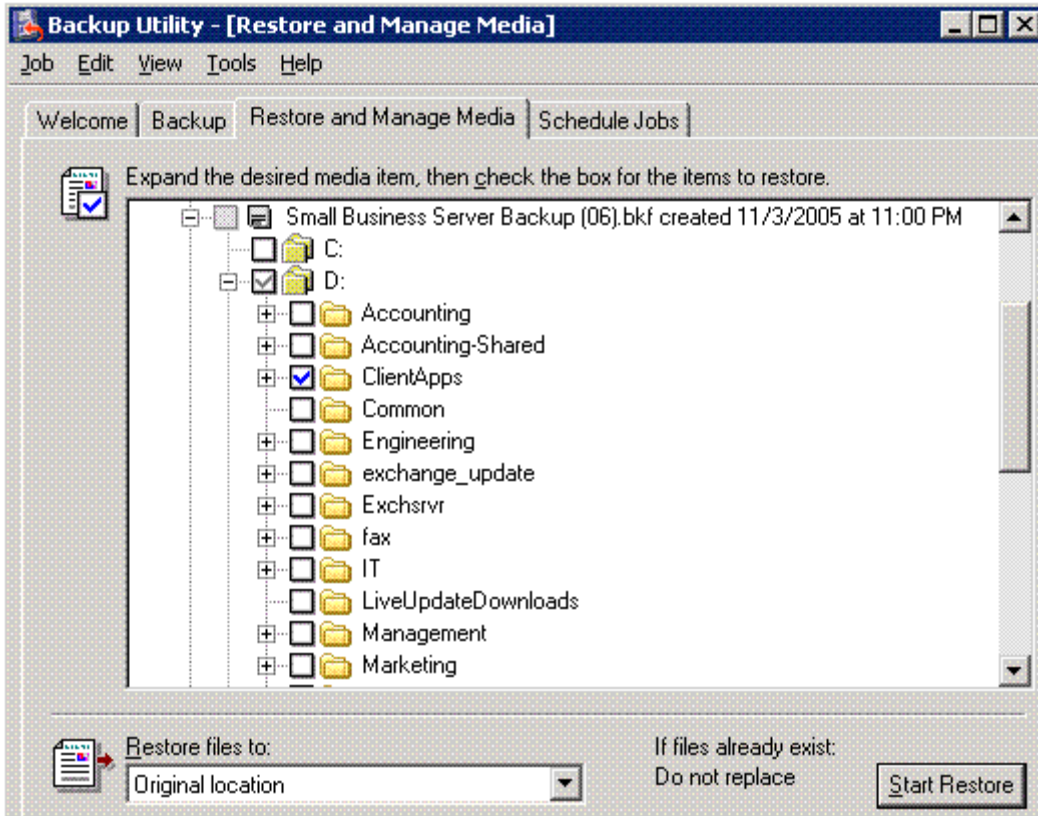 Backup Utility - [Restore and Manage Media]
Job Edit View Tools Help
Welcome Backup Restore and Manage Media Schedule Jobs
Expand the desired media item, then check the box for the items to restore.
Small Business Server Backup (06).bkf created 11/3/2005 at 11:00 PM
C:
D:
Accounting
Accounting-Shared
ClientApps
Common
Engineering
exchange_update
Exchsrvr
fax
IT
LiveUpdateDownloads
Management
Marketing
Restore files to:
Original location
If files already exist:
Do not replace
Start Restore